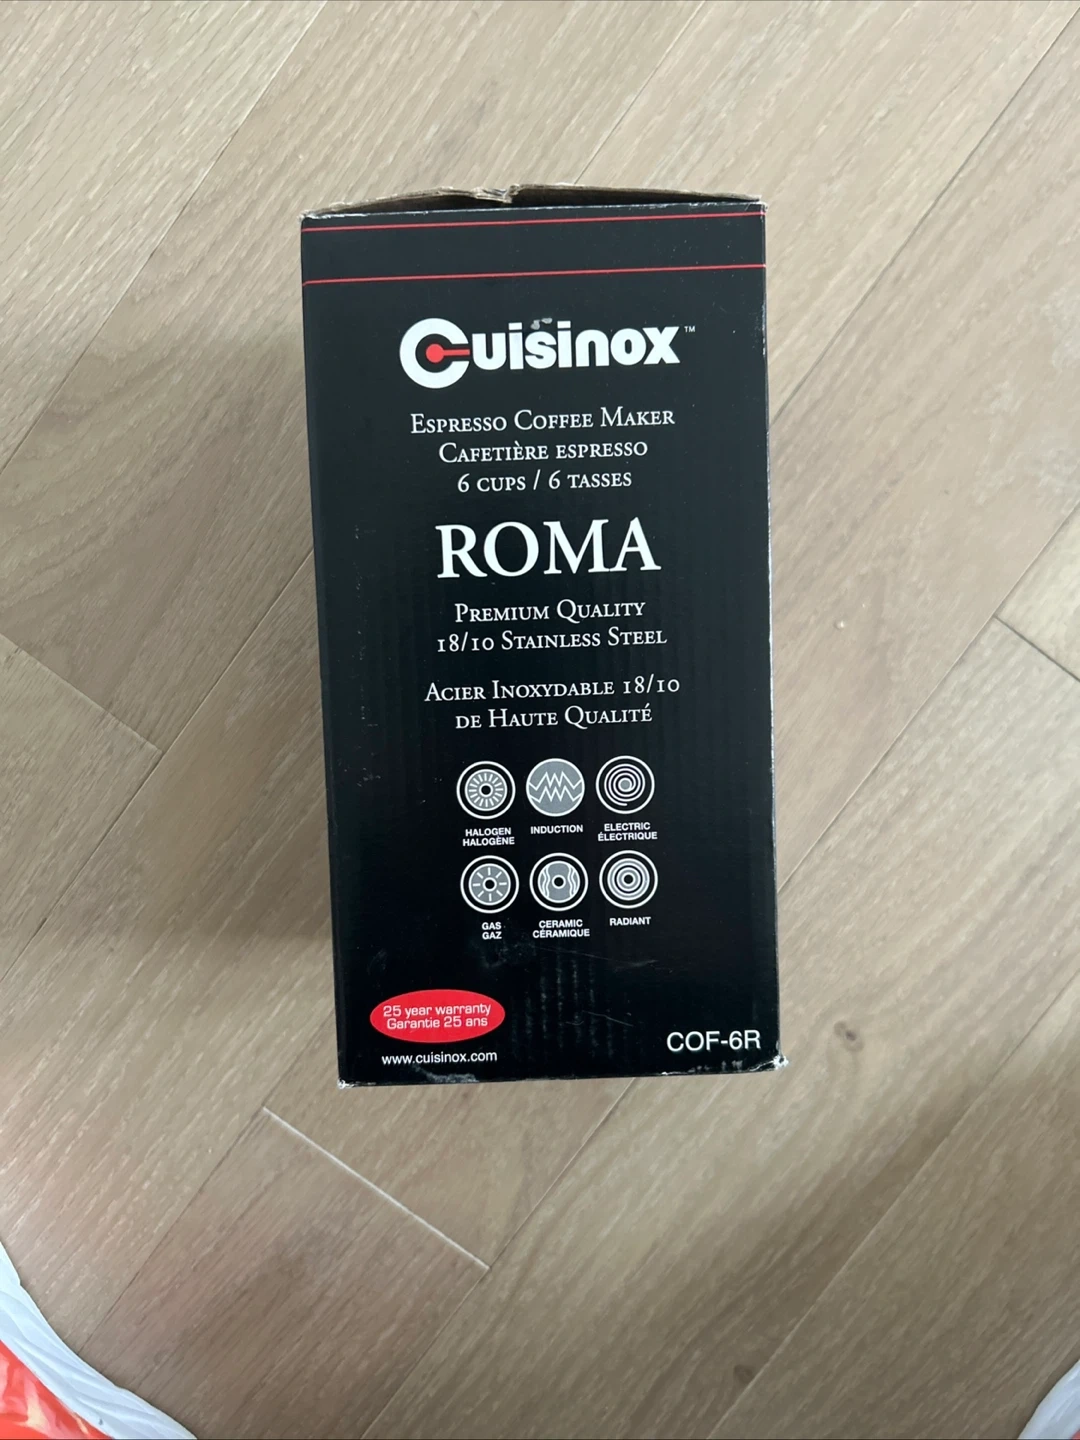 Cuisinox™
Espresso Coffee Maker
Cafetière espresso
6 cups / 6 tasses
ROMA
Premium Quality
18/10 Stainless Steel
Acier Inoxydable 18/10
de Haute Qualité
HALOGEN
HALOGÈNE
INDUCTION
ELECTRIC
ÉLECTRIQUE
GAS
GAZ
CERAMIC
CÉRAMIQUE
RADIANT
25 year warranty
Garantie 25 ans
www.cuisinox.com
COF-6R